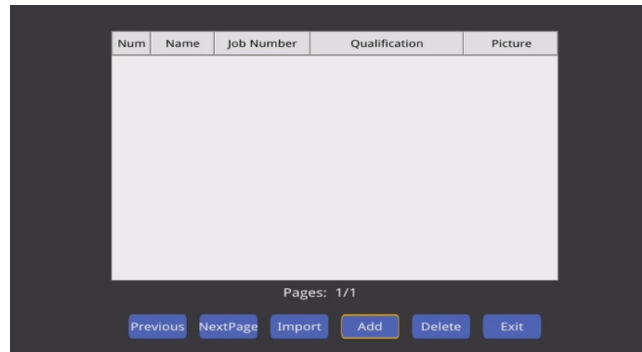 Num Name Job Number Qualification Picture
Pages: 1/1
Previous NextPage Import Add Delete Exit